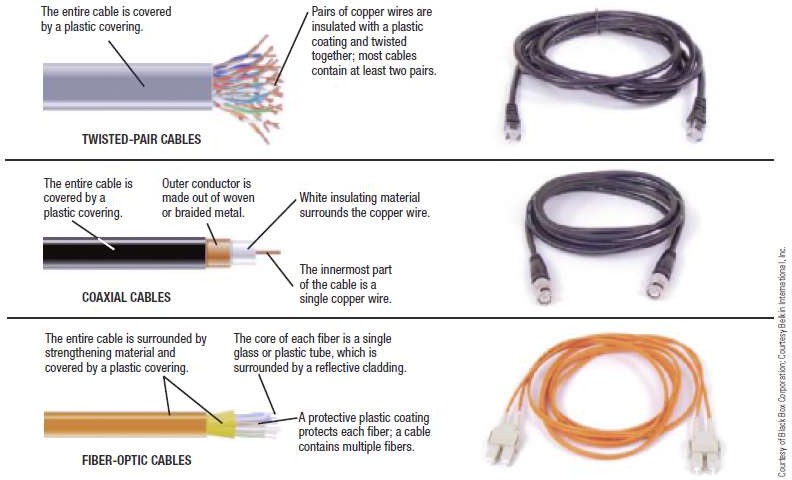 The entire cable is covered
by a plastic covering.
Pairs of copper wires are
insulated with a plastic
coating and twisted
together; most cables
contain at least two pairs.
TWISTED-PAIR CABLES
The entire cable is
covered by a
plastic covering.
Outer conductor is
made out of woven
or braided metal.
White insulating material
surrounds the copper wire.
The innermost part
of the cable is a
single copper wire.
COAXIAL CABLES
The entire cable is surrounded by
strengthening material and
covered by a plastic covering.
The core of each fiber is a single
glass or plastic tube, which is
surrounded by a reflective cladding.
A protective plastic coating
protects each fiber; a cable
contains multiple fibers.
FIBER-OPTIC CABLES
Courtesy of Black Box Corporation; Courtesy Belkin International, Inc.